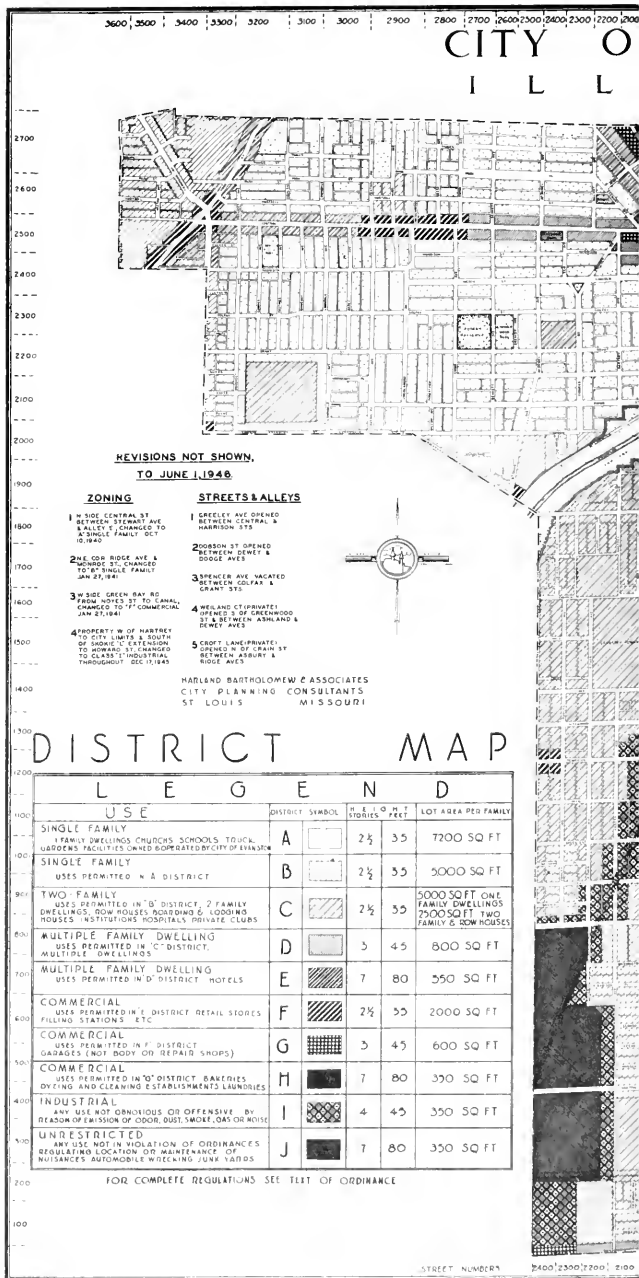 3600 3500 3400 3300 3200 3100 3000 2900 2800 2700 2600 2500 2400 2300 2200 2100
CITY O
I L L
2700
2600
2500
2400
2300
2200
2100
2000
1900
1800
1700
1600
1500
1400
1300
1200
1100
1000
900
800
700
600
500
400
300
200
100
REVISIONS NOT SHOWN,
TO JUNE 1, 1946
ZONING
1 N SIDE CENTRAL ST
BETWEEN STEWART AVE
& ALLEY E, CHANGED TO
"A" SINGLE FAMILY OCT
10, 1940
2 N.E. COR RIDGE AVE &
MONROE ST., CHANGED
TO "B" SINGLE FAMILY
JAN 27, 1941
3 W SIDE GREEN BAY RD
FROM NOYES ST TO CANAL,
CHANGED TO "F" COMMERCIAL
JAN 27, 1941
4 PROPERTY W OF HARTREY
TO CITY LIMITS & SOUTH
OF SKOKIE "L" EXTENSION
TO HOWARD ST, CHANGED
TO CLASS "I" INDUSTRIAL
THROUGHOUT DEC 17, 1945
STREETS & ALLEYS
1 GREELEY AVE OPENED
BETWEEN CENTRAL &
HARRISON STS
2 DOBSON ST OPENED
BETWEEN DEWEY &
DODGE AVES
3 SPENCER AVE VACATED
BETWEEN COLFAX &
GRANT STS
4 WEILAND CT (PRIVATE)
OPENED S OF GREENWOOD
ST & BETWEEN ASHLAND &
DEWEY AVES
5 CROFT LANE (PRIVATE)
OPENED N OF CRAIN ST
BETWEEN ASBURY &
RIDGE AVES
HARLAND BARTHOLOMEW & ASSOCIATES
CITY PLANNING CONSULTANTS
ST LOUIS MISSOURI
DISTRICT MAP
LEGEND
USE DISTRICT SYMBOL HEIGHT STORIES FEET LOT AREA PER FAMILY
SINGLE FAMILY
1 FAMILY DWELLINGS CHURCHS SCHOOLS TRUCK
GARDENS FACILITIES OWNED & OPERATED BY CITY OF EVANSTON
A 2½ 35 7200 SQ FT
SINGLE FAMILY
USES PERMITTED IN A DISTRICT
B 2½ 35 5000 SQ FT
TWO FAMILY
USES PERMITTED IN "B" DISTRICT, 2 FAMILY
DWELLINGS, ROW HOUSES BOARDING & LODGING
HOUSES INSTITUTIONS HOSPITALS PRIVATE CLUBS
C 2½ 35 5000 SQ FT ONE
FAMILY DWELLINGS
2500 SQ FT TWO
FAMILY & ROW HOUSES
MULTIPLE FAMILY DWELLING
USES PERMITTED IN "C" DISTRICT,
MULTIPLE DWELLINGS
D 3 45 800 SQ FT
MULTIPLE FAMILY DWELLING
USES PERMITTED IN "D" DISTRICT HOTELS
E 7 80 350 SQ FT
COMMERCIAL
USES PERMITTED IN E DISTRICT RETAIL STORES
FILLING STATIONS ETC
F 2½ 35 2000 SQ FT
COMMERCIAL
USES PERMITTED IN F DISTRICT
GARAGES (NOT BODY OR REPAIR SHOPS)
G 3 45 600 SQ FT
COMMERCIAL
USES PERMITTED IN "G" DISTRICT BAKERIES
DYEING AND CLEANING ESTABLISHMENTS LAUNDRIES
H 7 80 350 SQ FT
INDUSTRIAL
ANY USE NOT OBNOXIOUS OR OFFENSIVE BY
REASON OF EMISSION OF ODOR, DUST, SMOKE, GAS OR NOISE
I 4 45 350 SQ FT
UNRESTRICTED
ANY USE NOT IN VIOLATION OF ORDINANCES
REGULATING LOCATION OR MAINTENANCE OF
NUISANCES AUTOMOBILE WRECKING JUNK YARDS
J 7 80 350 SQ FT
FOR COMPLETE REGULATIONS SEE TEXT OF ORDINANCE
STREET NUMBERS 2400 2300 2200 2100